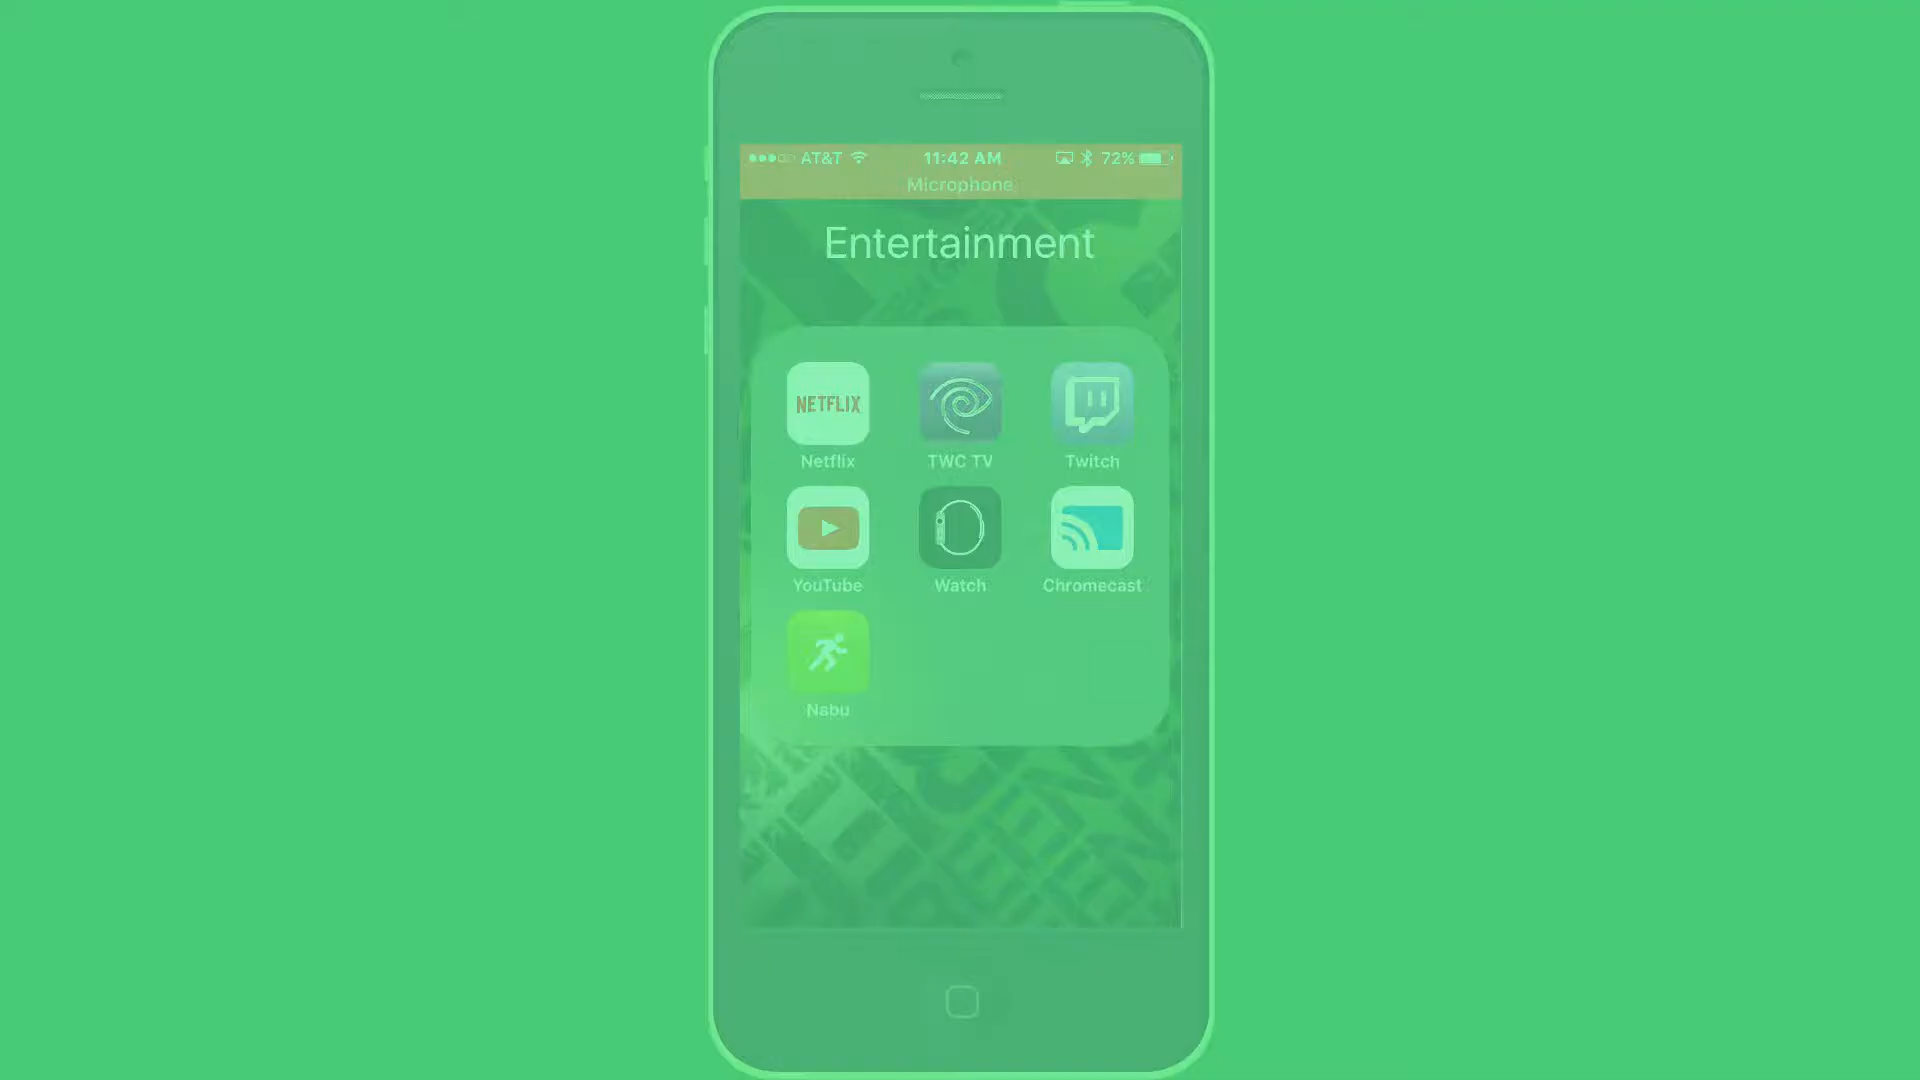 AT&T 11:42 AM 72%
Microphone
Entertainment
NETFLIX
Netflix TWC TV Twitch
YouTube Watch Chromecast
Nabu